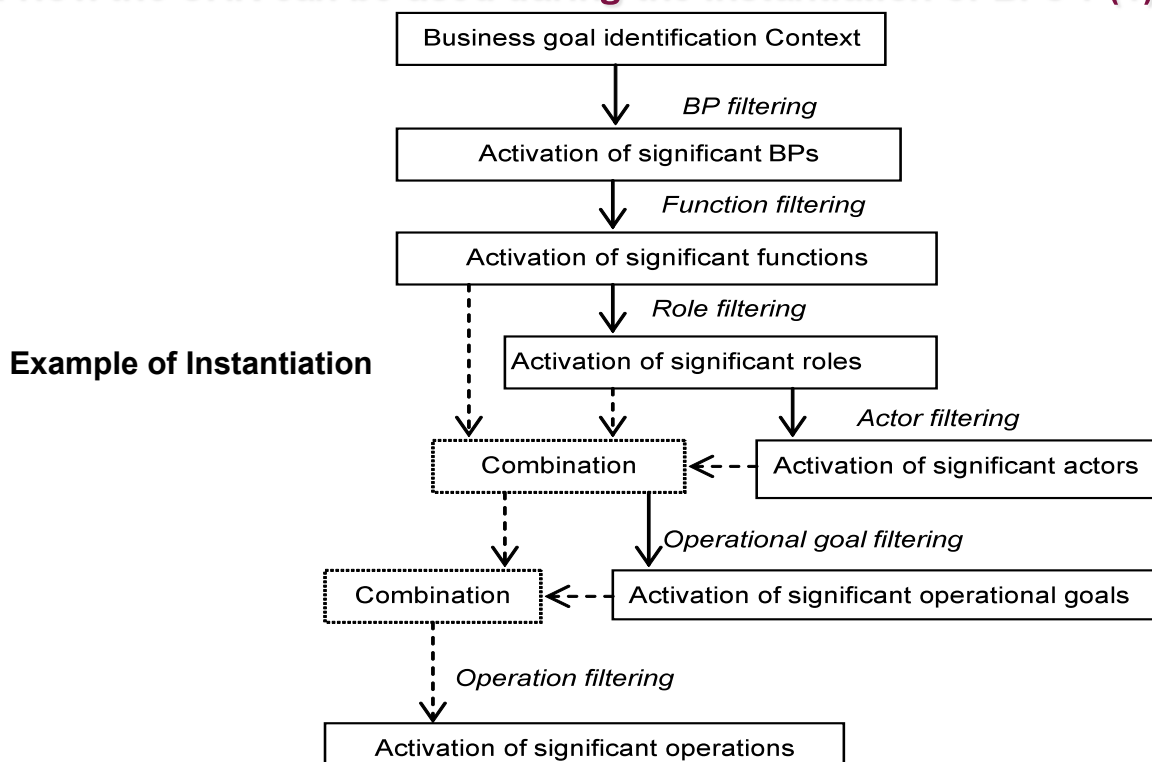 Business goal identification Context
BP filtering
Activation of significant BPs
Function filtering
Activation of significant functions
Role filtering
Example of Instantiation
Activation of significant roles
Actor filtering
Combination
Activation of significant actors
Operational goal filtering
Combination
Activation of significant operational goals
Operation filtering
Activation of significant operations